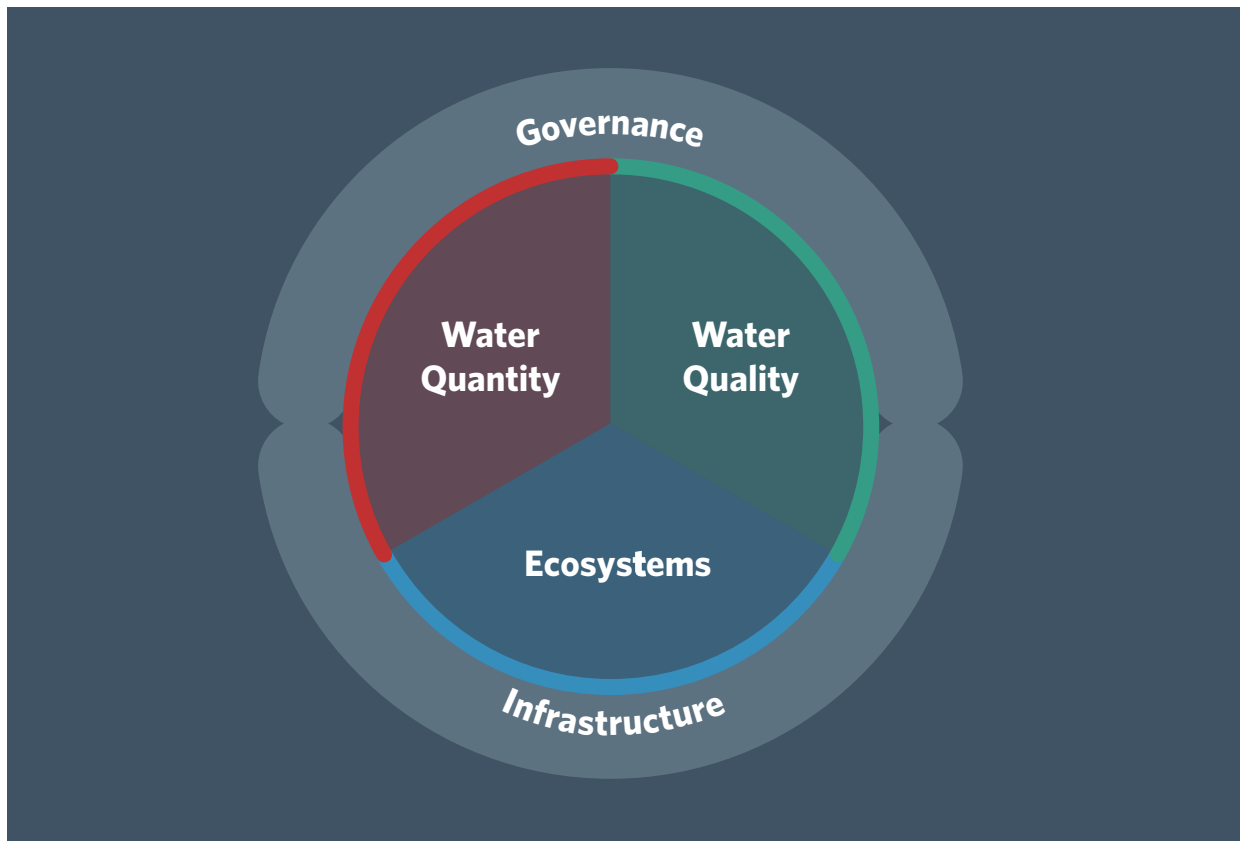 Governance
Water
Quantity
Water
Quality
Ecosystems
Infrastructure